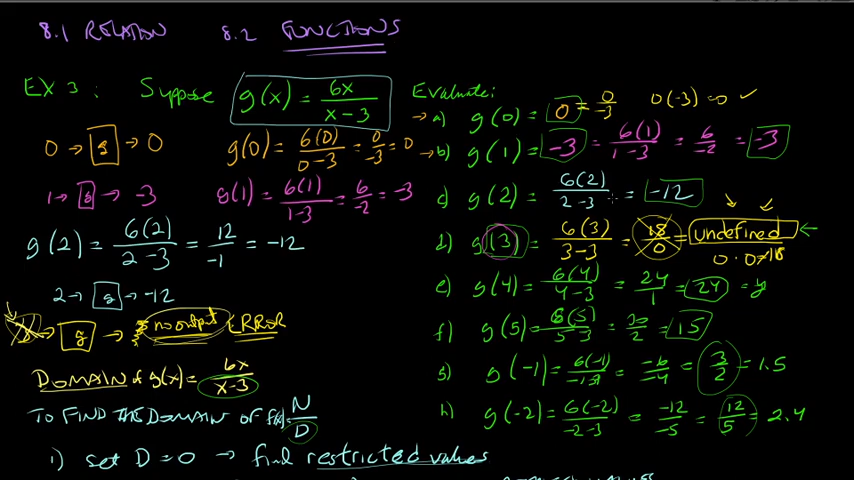 8.1 RELATION 8.2 FUNCTIONS
EX 3: Suppose g(x) = 6x/(x-3)
0 → [g] → 0 g(0) = 6(0)/(0-3) = 0/-3 = 0
1 → [g] → -3 g(1) = 6(1)/(1-3) = 6/-2 = -3
g(2) = 6(2)/(2-3) = 12/-1 = -12
2 → [g] → -12
→ [g] → no output ERROR
DOMAIN of g(x) = 6x/(x-3)
TO FIND THE DOMAIN OF f(x) = N/D
1) set D = 0 → find restricted values
Evaluate:
→ a) g(0) = 0 = 0/-3 0(-3) = 0 ✓
→ b) g(1) = -3 = 6(1)/(1-3) = 6/-2 = -3
c) g(2) = 6(2)/(2-3) = -12
d) g(3) = 6(3)/(3-3) = 18/0 = undefined ←
0·0≠18
e) g(4) = 6(4)/(4-3) = 24/1 = 24 = y
f) g(5) = 6(5)/(5-3) = 30/2 = 15
g) g(-1) = 6(-1)/(-1-3) = -6/-4 = 3/2 = 1.5
h) g(-2) = 6(-2)/(-2-3) = -12/-5 = 12/5 = 2.4